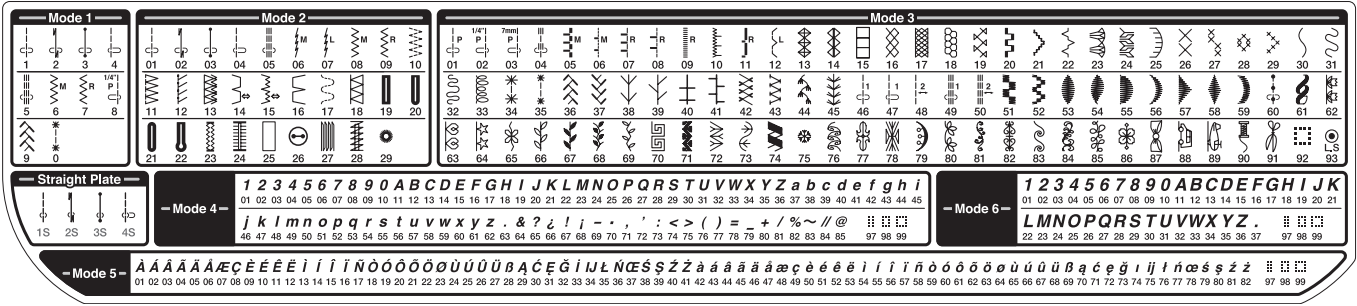 Mode 1
Mode 2
Mode 3
P
P
1/4"
P
7mm
M
M
R
R
R
M
R
M
L
M
R
1 2 3 4
01 02 03 04 05 06 07 08 09 10
01 02 03 04 05 06 07 08 09 10 11 12 13 14 15 16 17 18 19 20 21 22 23 24 25 26 27 28 29 30 31
M
R
1/4"
P
1
1
2
1
2
5 6 7 8
11 12 13 14 15 16 17 18 19 20
32 33 34 35 36 37 38 39 40 41 42 43 44 45 46 47 48 49 50 51 52 53 54 55 56 57 58 59 60 61 62
9 0
21 22 23 24 25 26 27 28 29
63 64 65 66 67 68 69 70 71 72 73 74 75 76 77 78 79 80 81 82 83 84 85 86 87 88 89 90 91 92 93
L,S
Straight Plate
1S 2S 3S 4S
Mode 4
1 2 3 4 5 6 7 8 9 0 A B C D E F G H I J K L M N O P Q R S T U V W X Y Z a b c d e f g h i
01 02 03 04 05 06 07 08 09 10 11 12 13 14 15 16 17 18 19 20 21 22 23 24 25 26 27 28 29 30 31 32 33 34 35 36 37 38 39 40 41 42 43 44 45
j k l m n o p q r s t u v w x y z . & ? ¿ ! ¡ – · , ' : < > ( ) = _ + / % ~ // @
46 47 48 49 50 51 52 53 54 55 56 57 58 59 60 61 62 63 64 65 66 67 68 69 70 71 72 73 74 75 76 77 78 79 80 81 82 83 84 85 97 98 99
Mode 6
1 2 3 4 5 6 7 8 9 0 A B C D E F G H I J K
01 02 03 04 05 06 07 08 09 10 11 12 13 14 15 16 17 18 19 20 21
L M N O P Q R S T U V W X Y Z .
22 23 24 25 26 27 28 29 30 31 32 33 34 35 36 37 97 98 99
Mode 5
À Á Â Ã Ä Å Æ Ç È É Ê Ë Ì Í Î Ï Ñ Ò Ó Ô Õ Ö Ø Ù Ú Û Ü ß Ą Ć Ę Ğ İ IJ Ł Ń Œ Ś Ş Ź Ż à á â ã ä å æ ç è é ê ë ì í î ï ñ ò ó ô õ ö ø ù ú û ü ß ą ć ę ğ ı ij ł ń œ ś ş ź ż
01 02 03 04 05 06 07 08 09 10 11 12 13 14 15 16 17 18 19 20 21 22 23 24 25 26 27 28 29 30 31 32 33 34 35 36 37 38 39 40 41 42 43 44 45 46 47 48 49 50 51 52 53 54 55 56 57 58 59 60 61 62 63 64 65 66 67 68 69 70 71 72 73 74 75 76 77 78 79 80 81 82 97 98 99